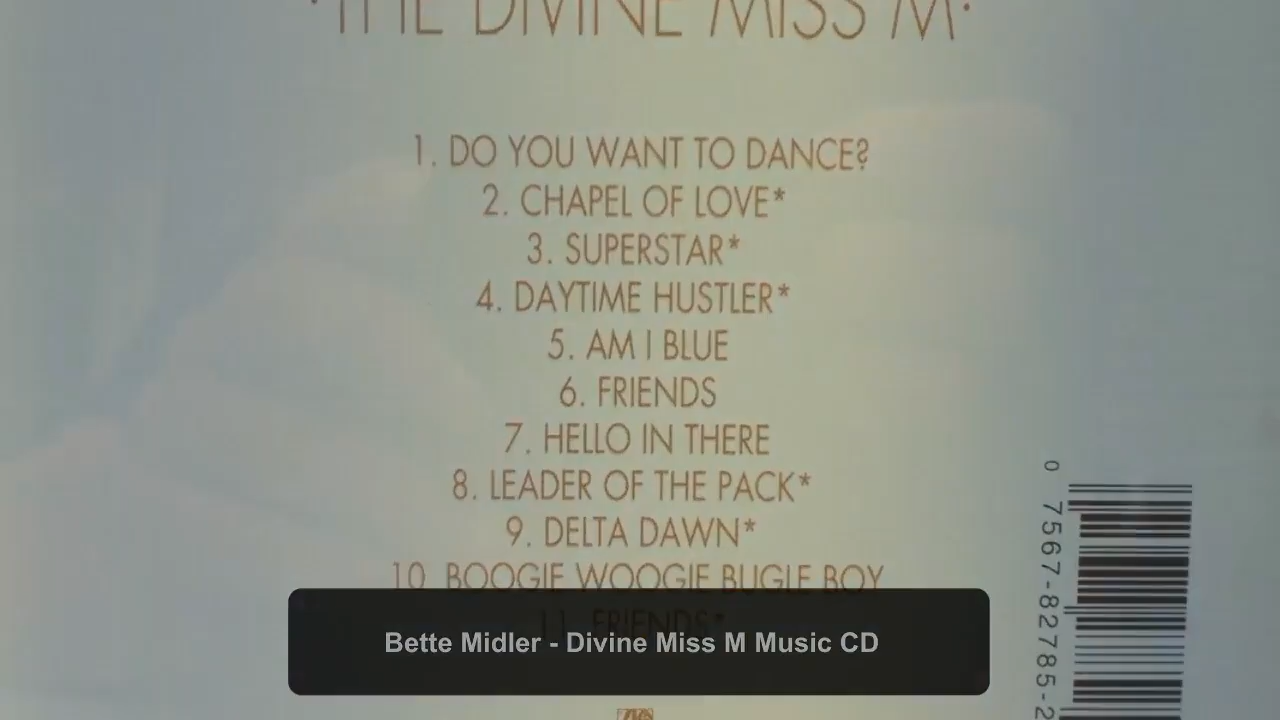 ·THE DIVINE MISS M·
1. DO YOU WANT TO DANCE?
2. CHAPEL OF LOVE*
3. SUPERSTAR*
4. DAYTIME HUSTLER*
5. AM I BLUE
6. FRIENDS
7. HELLO IN THERE
8. LEADER OF THE PACK*
9. DELTA DAWN*
10. BOOGIE WOOGIE BUGLE BOY
11. FRIENDS*
Bette Midler - Divine Miss M Music CD
0 7567-82785-2